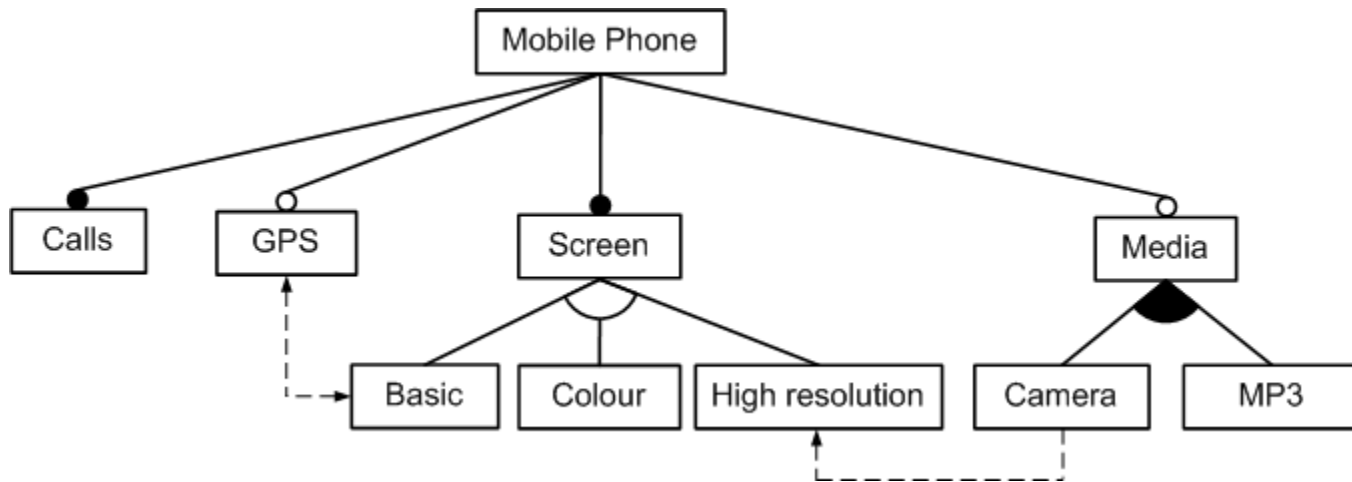 Mobile Phone
Calls
GPS
Screen
Media
Basic
Colour
High resolution
Camera
MP3